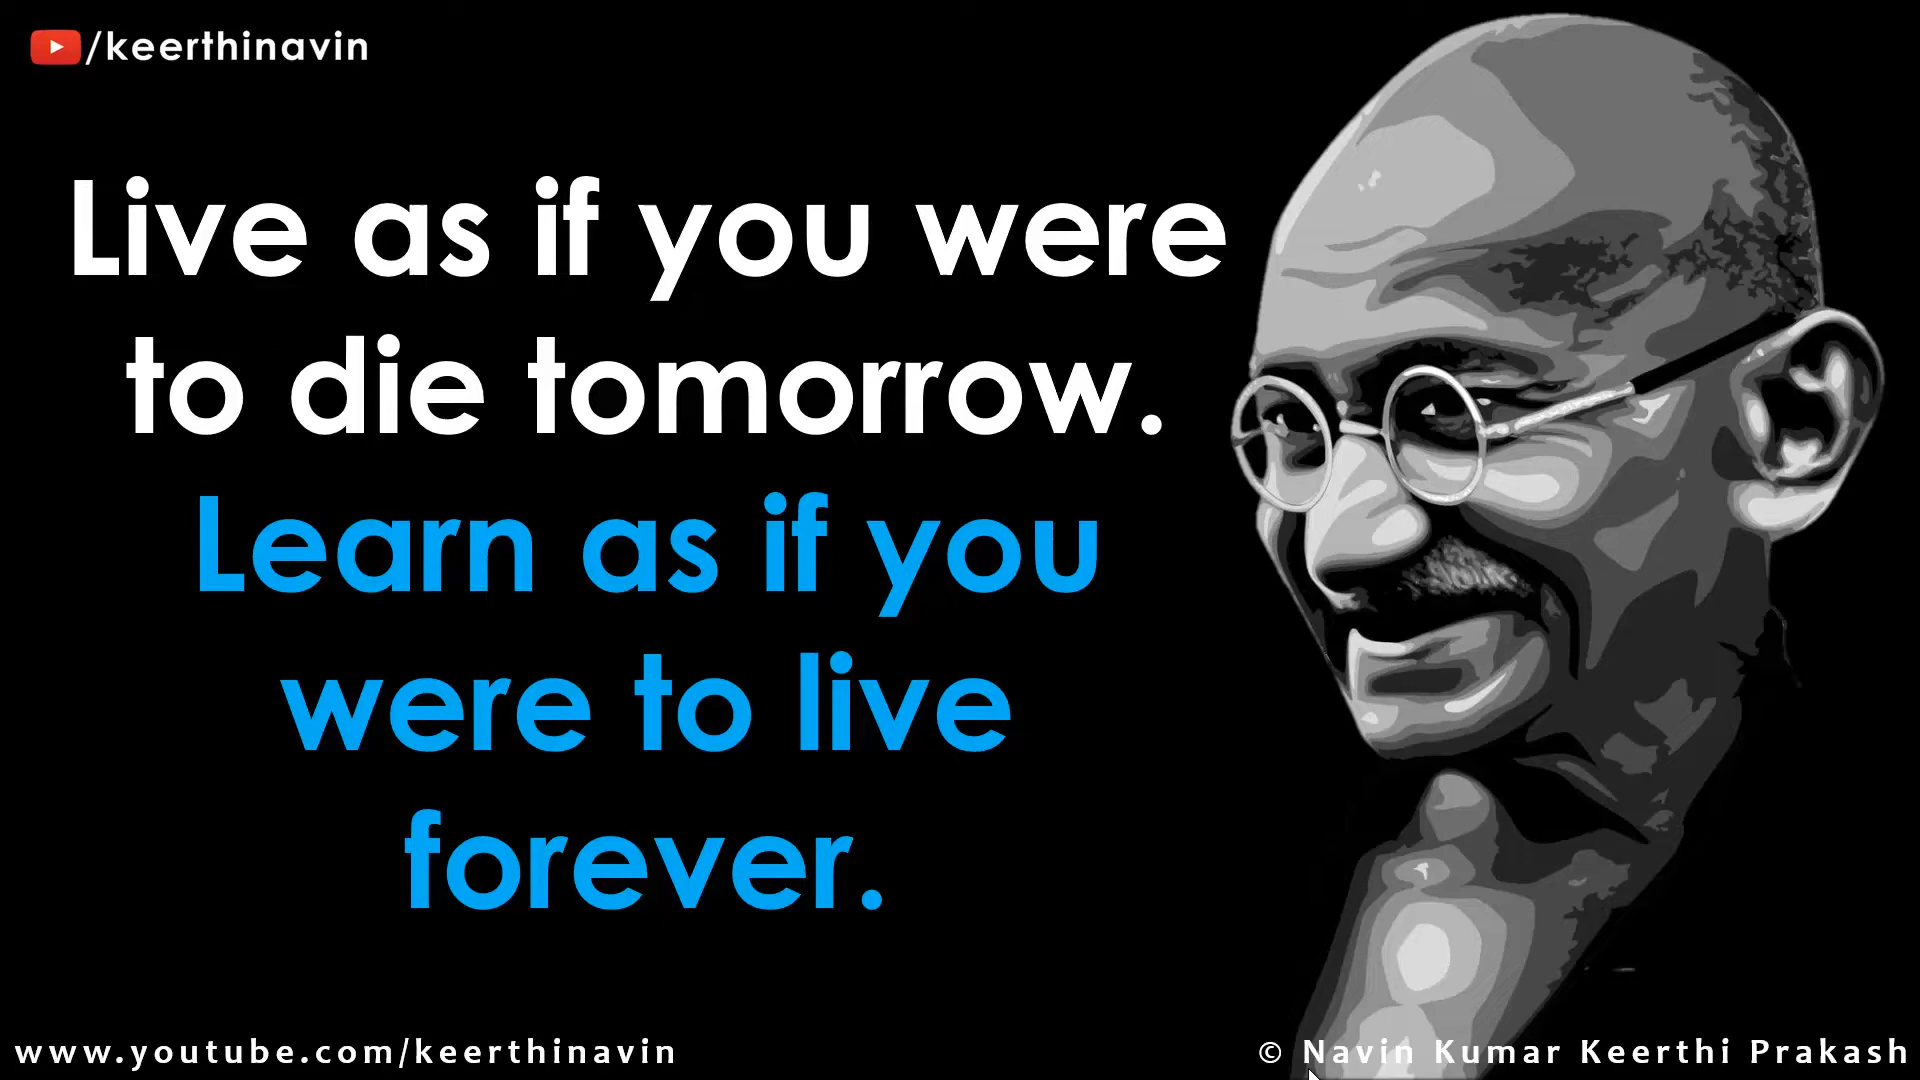 /keerthinavin
Live as if you were
to die tomorrow.
Learn as if you
were to live
forever.
www.youtube.com/keerthinavin
© Navin Kumar Keerthi Prakash